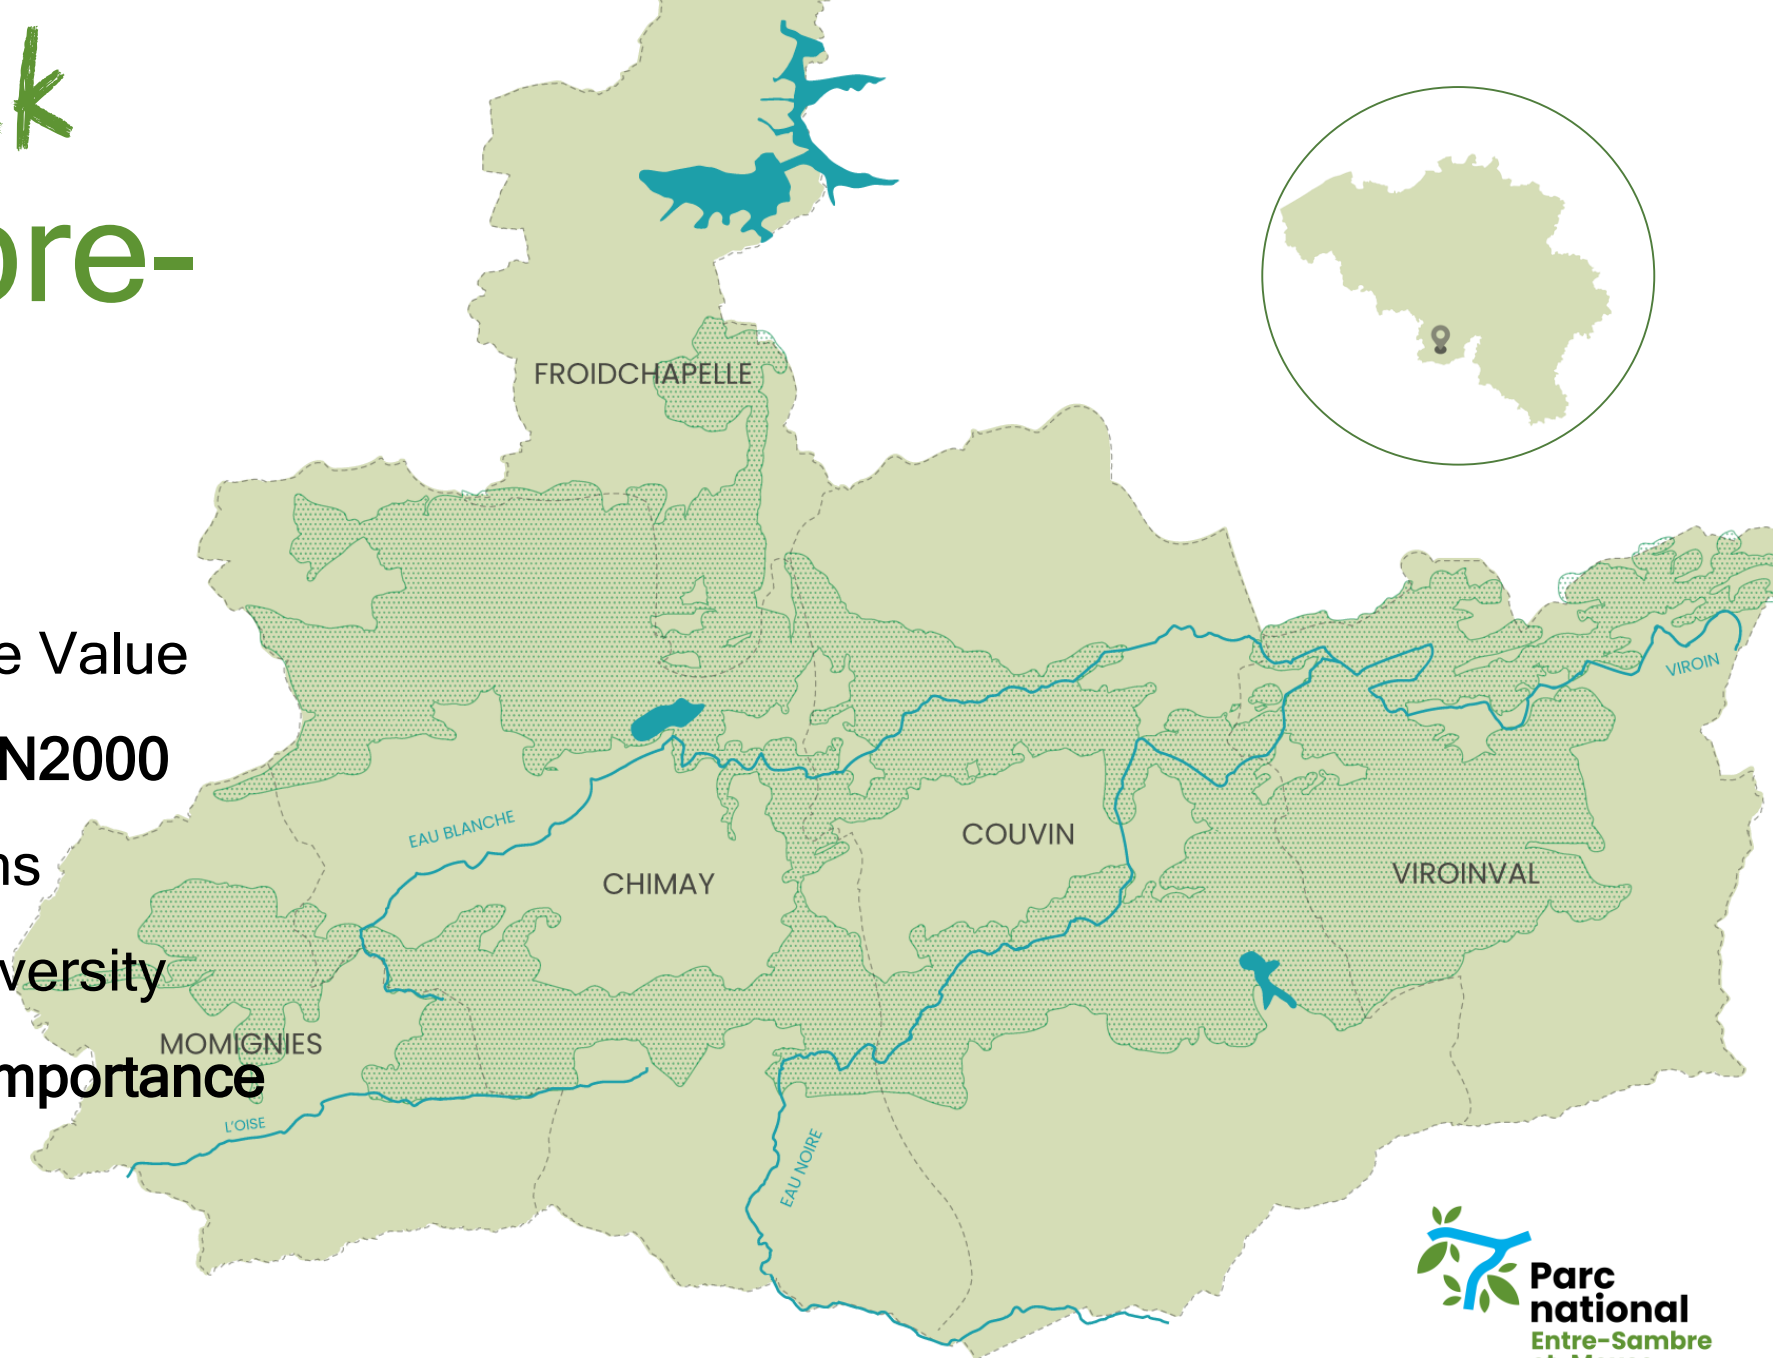 k
bre-
e Value
N2000
ns
versity
mportance
FROIDCHAPELLE
VIROIN
EAU BLANCHE
COUVIN
CHIMAY
VIROINVAL
MOMIGNIES
L'OISE
EAU NOIRE
Parc
national
Entre-Sambre